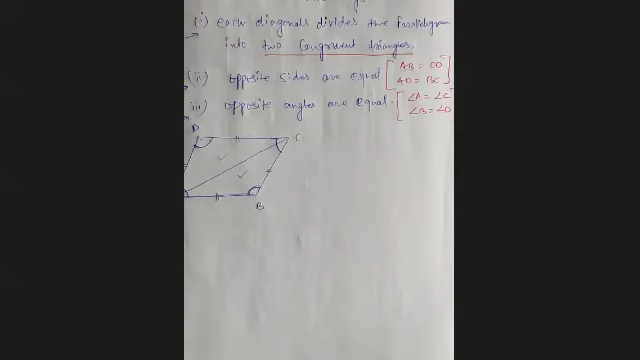 (i) each diagonals divides the Parallelogram
into two congruent triangles.
(ii) opposite sides are equal [AB = CD
AD = BC]
iii) opposite angles are equal. [∠A = ∠C
∠B = ∠D
D
C
B